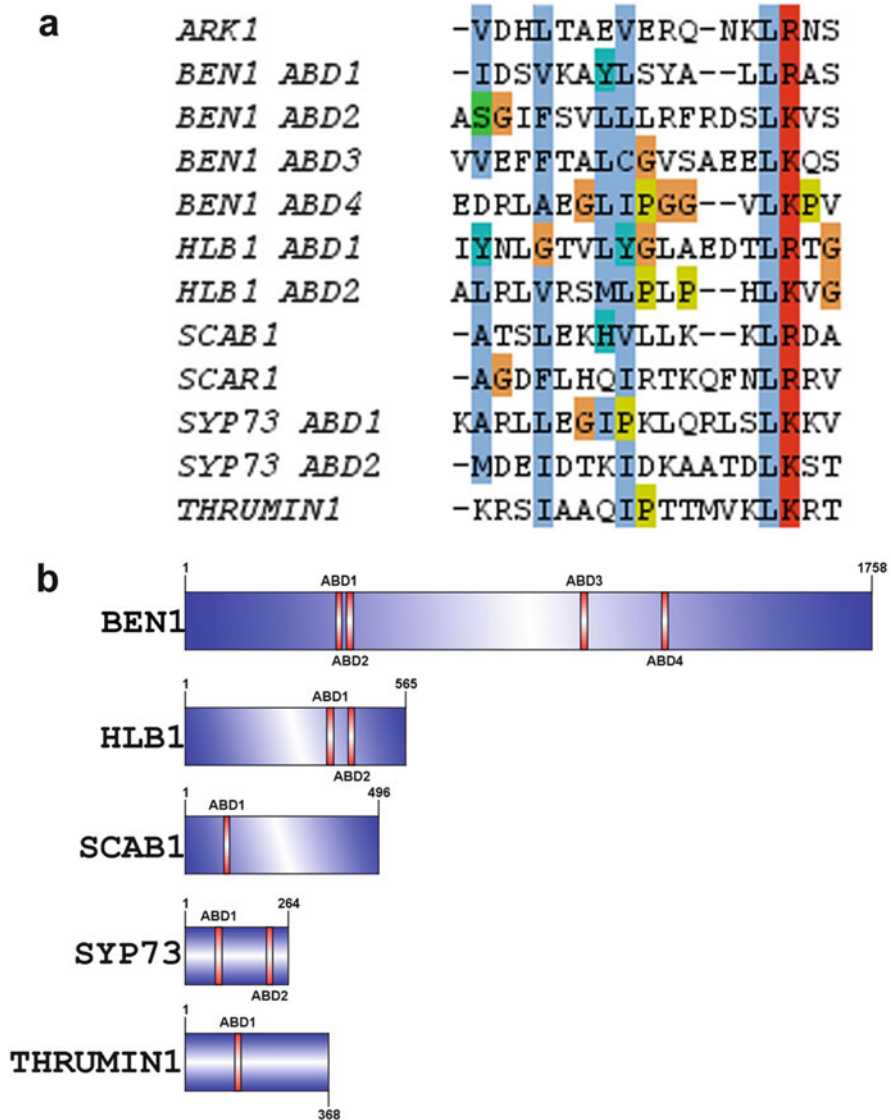 a
ARK1 -VDHLTAEVERQ-NKLRNS
BEN1 ABD1 -IDSVKAYLSYA--LLRAS
BEN1 ABD2 ASGIFSVLLLRFRDSLKVS
BEN1 ABD3 VVEFFTALCGVSAEELKQS
BEN1 ABD4 EDRLAEGLIPGG--VLKPV
HLB1 ABD1 IYNLGTVLYGLAEDTLRTG
HLB1 ABD2 ALRLVRSMLPLP--HLKVG
SCAB1 -ATSLEKHVLLK--KLRDA
SCAR1 -AGDFLHQIRTKQFNLRRV
SYP73 ABD1 KARLLEGIPKLQRLSLKKV
SYP73 ABD2 -MDEIDTKIDKAATDLKST
THRUMIN1 -KRSIAAQIPTTMVKLKRT
b
1 1758
ABD1 ABD3
BEN1
ABD2 ABD4
1 565
ABD1
HLB1
ABD2
1 496
ABD1
SCAB1
1 264
ABD1
SYP73
ABD2
1
ABD1
THRUMIN1
368